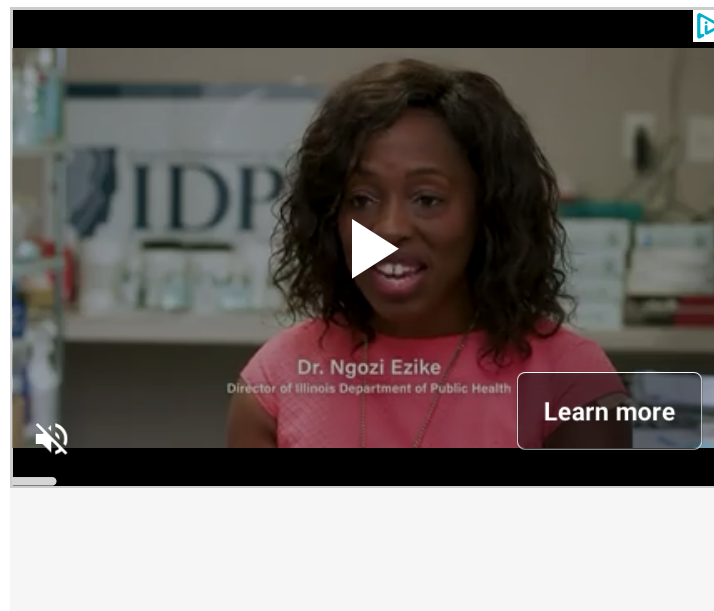 IDP
Dr. Ngozi Ezike
Director of Illinois Department of Public Health
Learn more